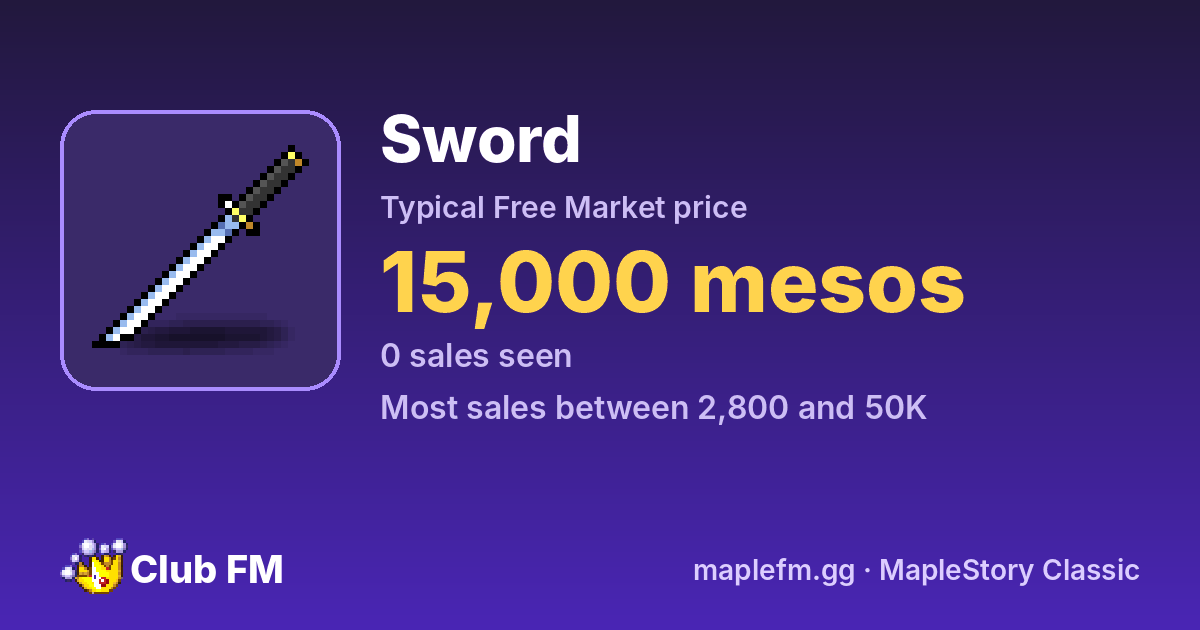 Sword
Typical Free Market price
15,000 mesos
0 sales seen
Most sales between 2,800 and 50K
Club FM
maplefm.gg · MapleStory Classic